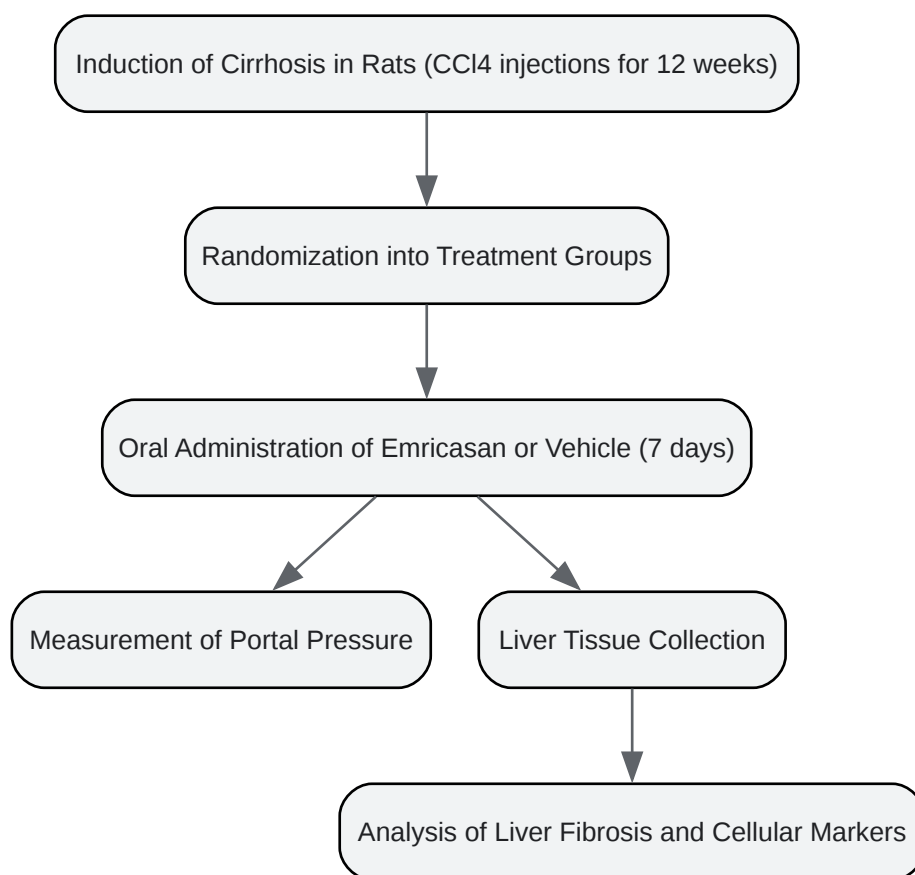 Induction of Cirrhosis in Rats (CCl4 injections for 12 weeks)
Randomization into Treatment Groups
Oral Administration of Emricasan or Vehicle (7 days)
Measurement of Portal Pressure
Liver Tissue Collection
Analysis of Liver Fibrosis and Cellular Markers